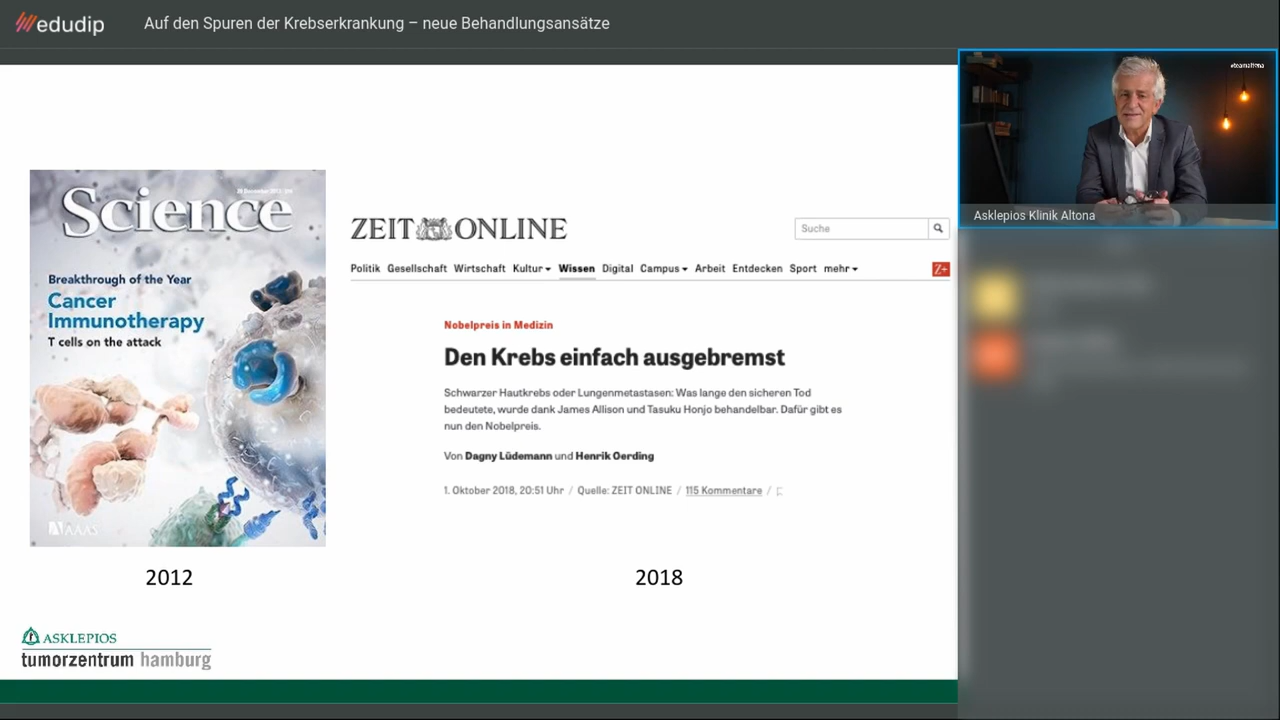 edudip
Auf den Spuren der Krebserkrankung – neue Behandlungsansätze
#teamaltona
Asklepios Klinik Altona
Science
Breakthrough of the Year
Cancer
Immunotherapy
T cells on the attack
AAAS
2012
ZEIT ONLINE
Suche
Politik Gesellschaft Wirtschaft Kultur Wissen Digital Campus Arbeit Entdecken Sport mehr
Z+
Nobelpreis in Medizin
Den Krebs einfach ausgebremst
Schwarzer Hautkrebs oder Lungenmetastasen: Was lange den sicheren Tod
bedeutete, wurde dank James Allison und Tasuku Honjo behandelbar. Dafür gibt es
nun den Nobelpreis.
Von Dagny Lüdemann und Henrik Oerding
1. Oktober 2018, 20:51 Uhr / Quelle: ZEIT ONLINE / 115 Kommentare /
2018
ASKLEPIOS
tumorzentrum hamburg